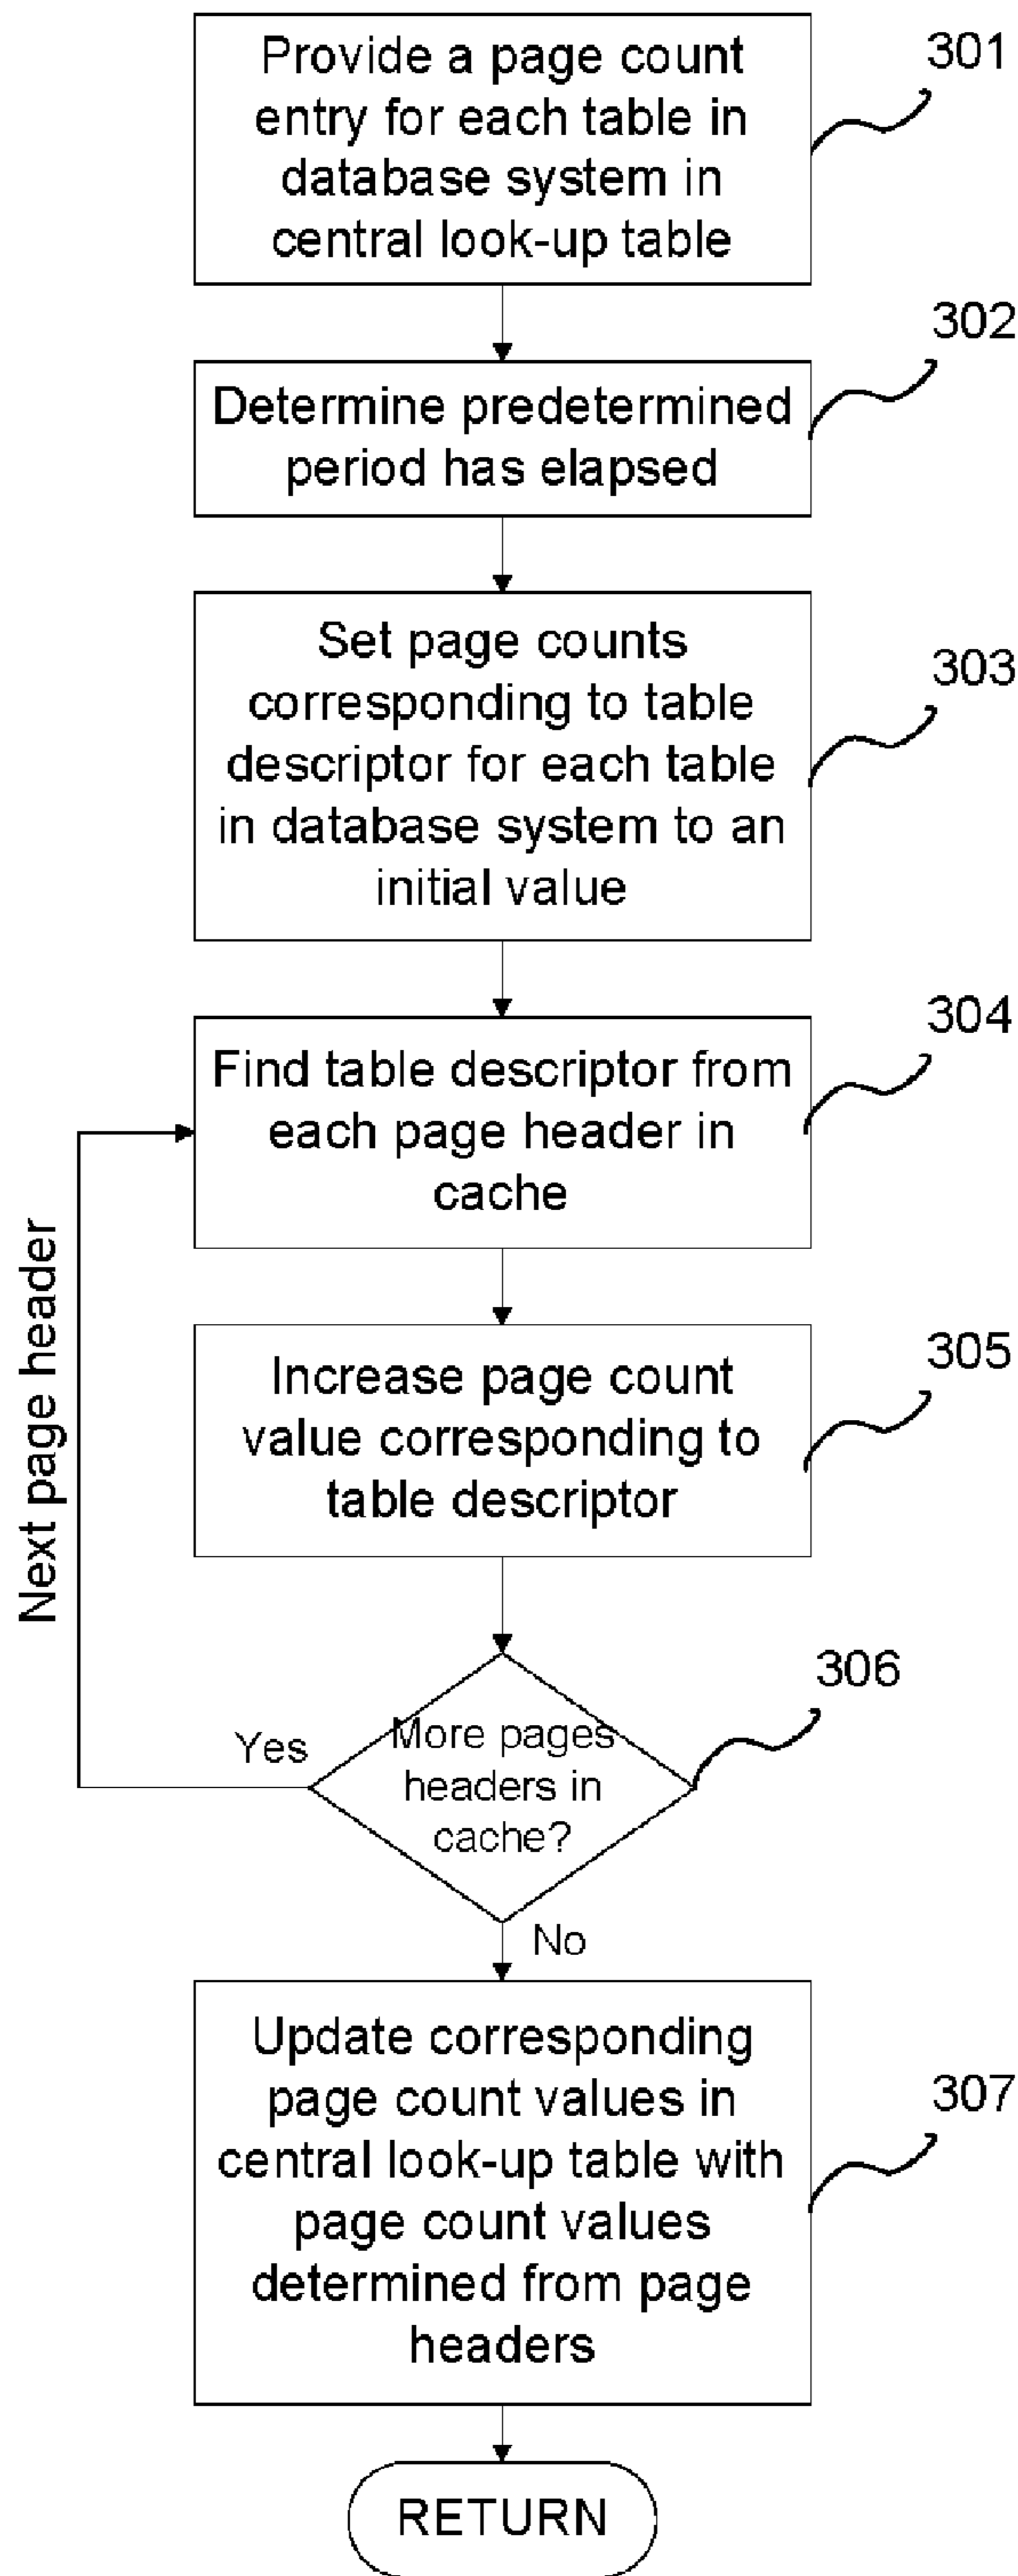 Provide a page count
entry for each table in
database system in
central look-up table
301
Determine predetermined
period has elapsed
302
Set page counts
corresponding to table
descriptor for each table
in database system to an
initial value
303
Find table descriptor from
each page header in
cache
304
Next page header
Increase page count
value corresponding to
table descriptor
305
More pages
headers in
cache?
306
Yes
No
Update corresponding
page count values in
central look-up table with
page count values
determined from page
headers
307
RETURN